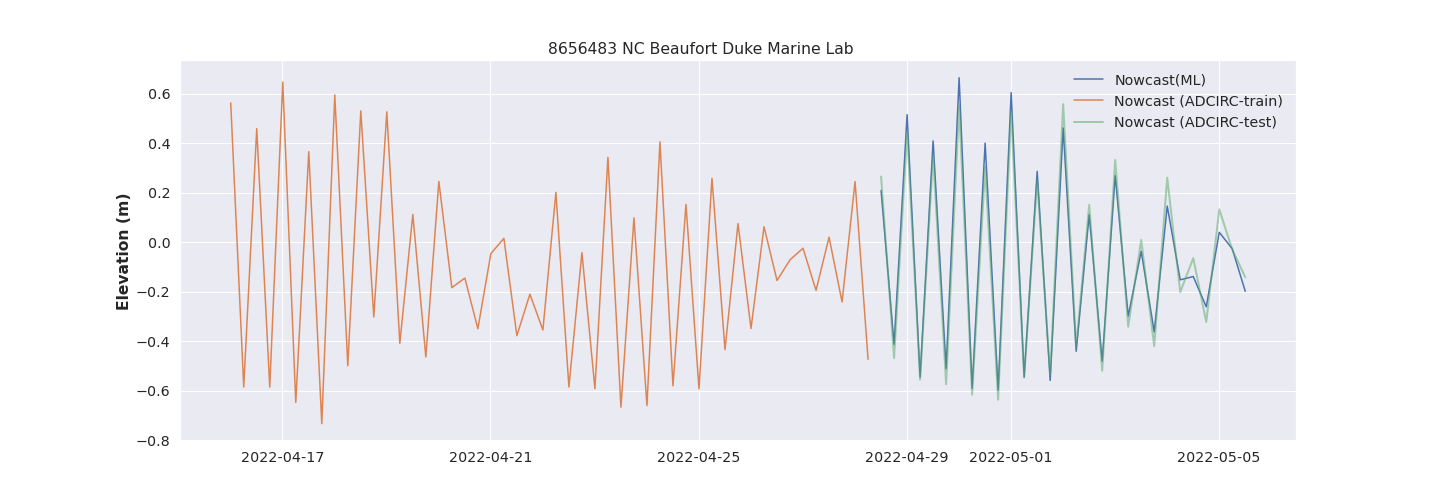 8656483 NC Beaufort Duke Marine Lab
Nowcast(ML)
Nowcast (ADCIRC-train)
Nowcast (ADCIRC-test)
Elevation (m)
0.6
0.4
0.2
0.0
−0.2
−0.4
−0.6
−0.8
2022-04-17 2022-04-21 2022-04-25 2022-04-29 2022-05-01 2022-05-05